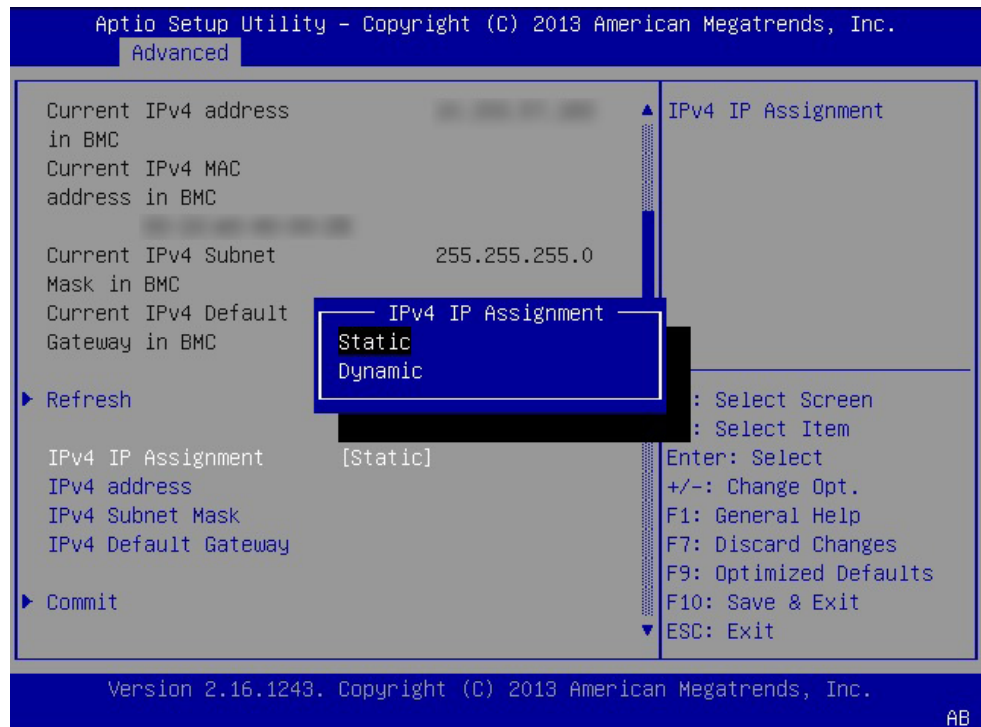 Aptio Setup Utility – Copyright (C) 2013 American Megatrends, Inc.
Advanced
Current IPv4 address
in BMC
Current IPv4 MAC
address in BMC
Current IPv4 Subnet 255.255.255.0
Mask in BMC
Current IPv4 Default
Gateway in BMC
Refresh
IPv4 IP Assignment [Static]
IPv4 address
IPv4 Subnet Mask
IPv4 Default Gateway
Commit
IPv4 IP Assignment
Static
Dynamic
IPv4 IP Assignment
: Select Screen
: Select Item
Enter: Select
+/-: Change Opt.
F1: General Help
F7: Discard Changes
F9: Optimized Defaults
F10: Save & Exit
ESC: Exit
Version 2.16.1243. Copyright (C) 2013 American Megatrends, Inc.
AB